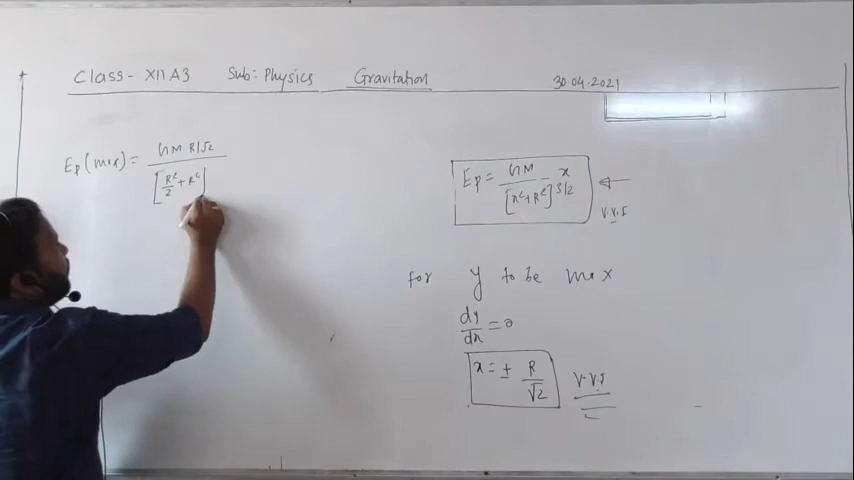 Class- XII A3 Sub: Physics Gravitation 30.04.2021
Ep(max) = GM R/√2
[R²/2 + R²]
Ep = GM x
[x²+R²]^3/2 ←
V.V.I
for y to be max
dy/dx = 0
x = ± R/√2 V.V.I